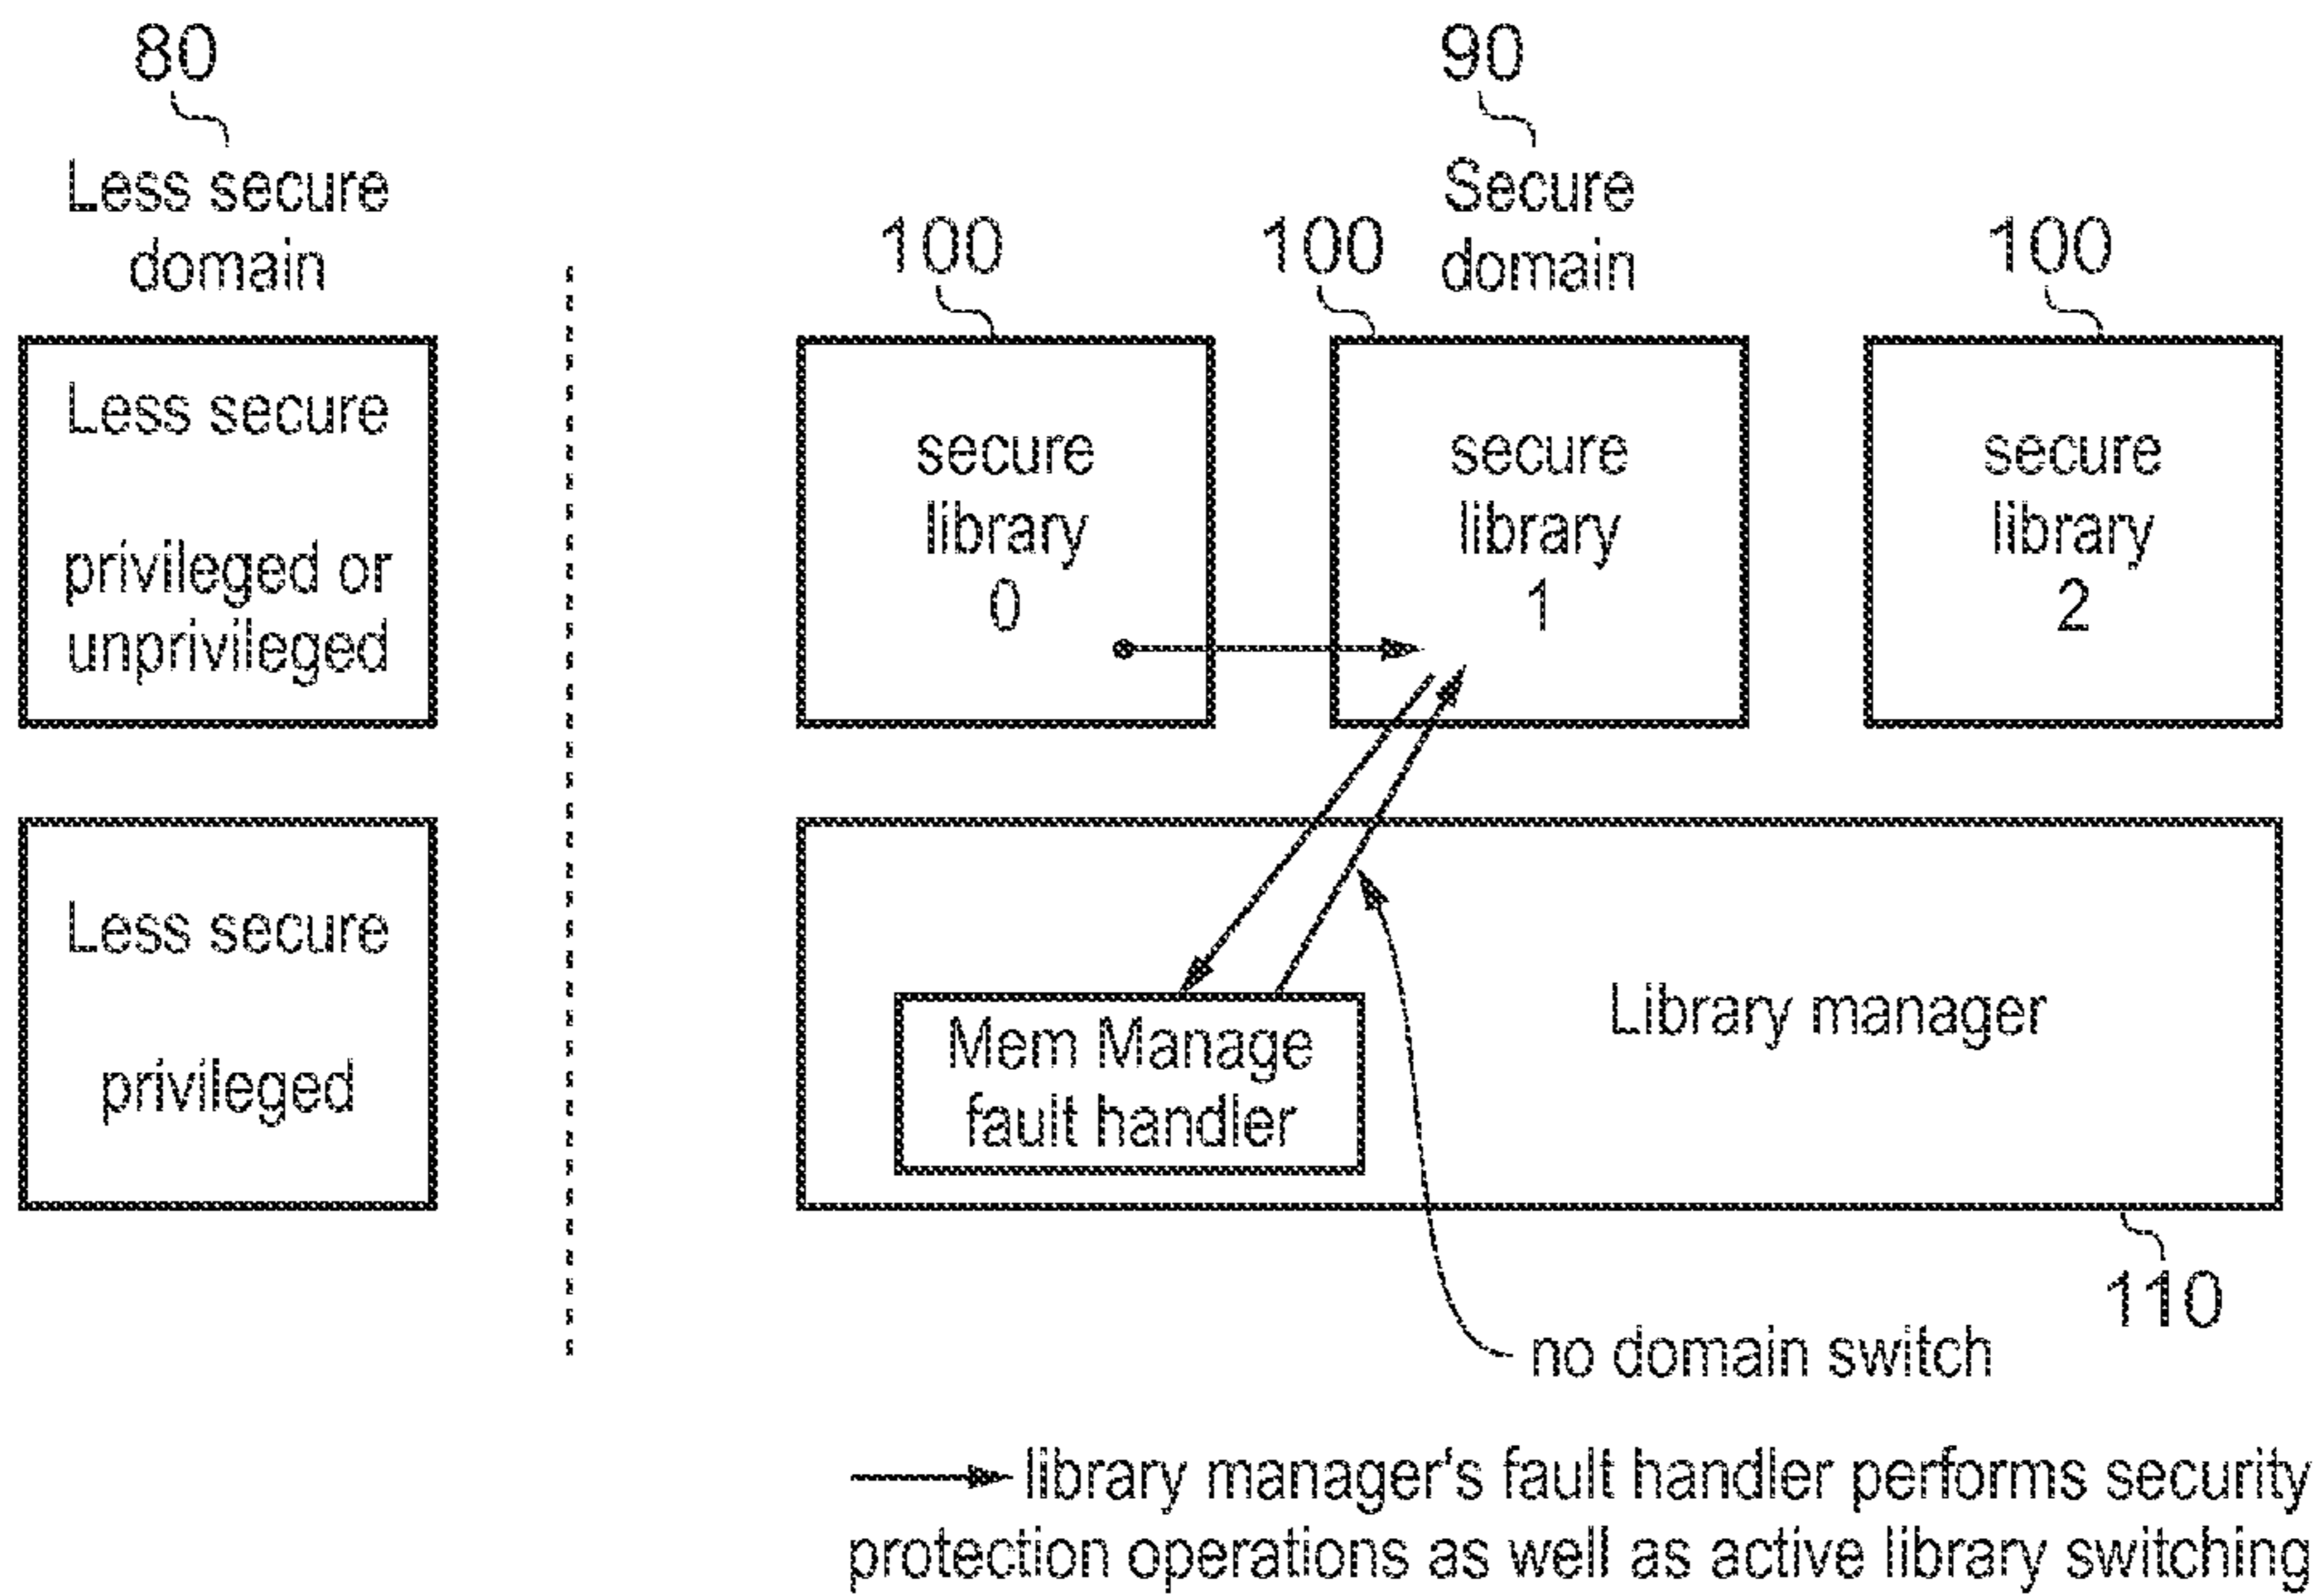 80
Less secure
domain
90
Secure
domain
100
100
100
Less secure
privileged or
unprivileged
secure
library
0
secure
library
1
secure
library
2
Less secure
privileged
Mem Manage
fault handler
Library manager
110
no domain switch
library manager's fault handler performs security
protection operations as well as active library switching